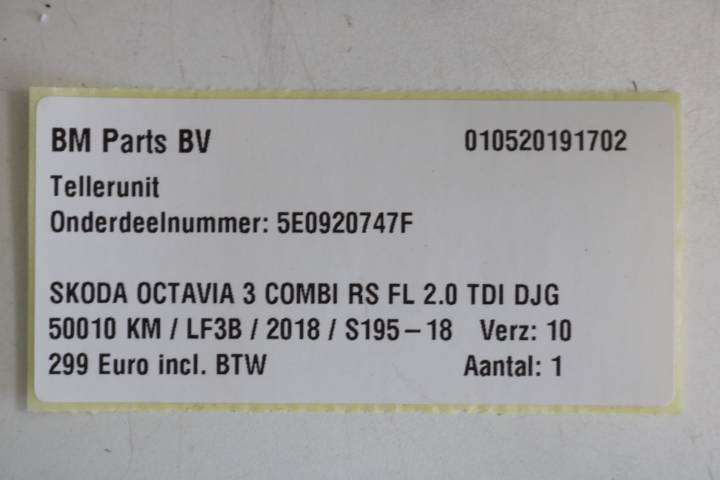 BM Parts BV 010520191702
Tellerunit
Onderdeelnummer: 5E0920747F
SKODA OCTAVIA 3 COMBI RS FL 2.0 TDI DJG
50010 KM / LF3B / 2018 / S195-18 Verz: 10
299 Euro incl. BTW Aantal: 1